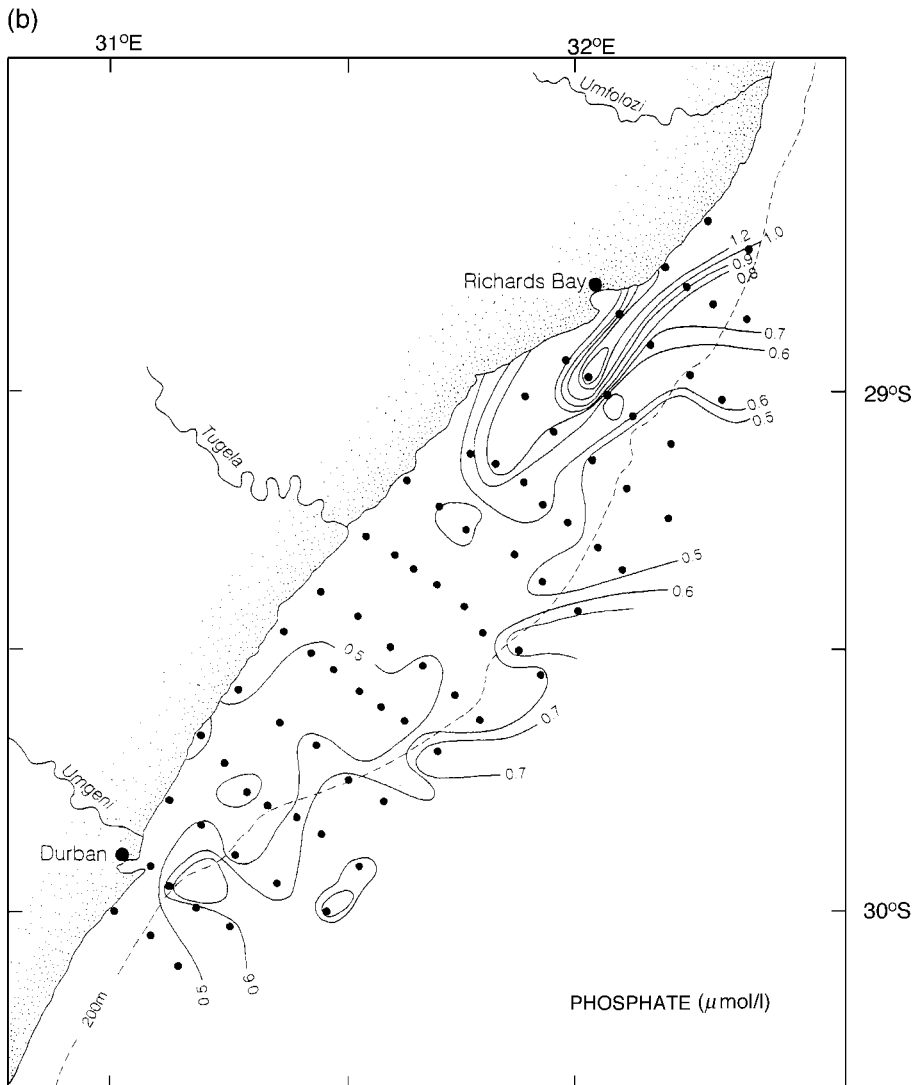 (b)
31°E
32°E
Umfolozi
1.2
1.0
0.9
0.8
Richards Bay
0.7
0.6
29°S
0.6
0.5
Tugela
0.5
0.6
0.5
0.7
0.7
Umgeni
Durban
30°S
0.5
0.6
200m
PHOSPHATE (μ mol/l)